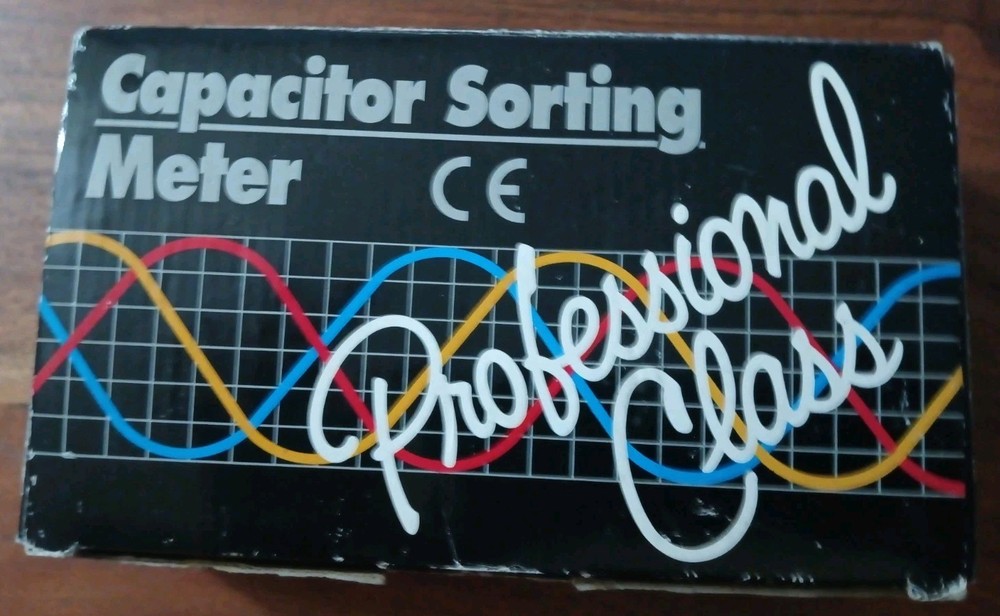 Capacitor Sorting
Meter CE
Professional
Class